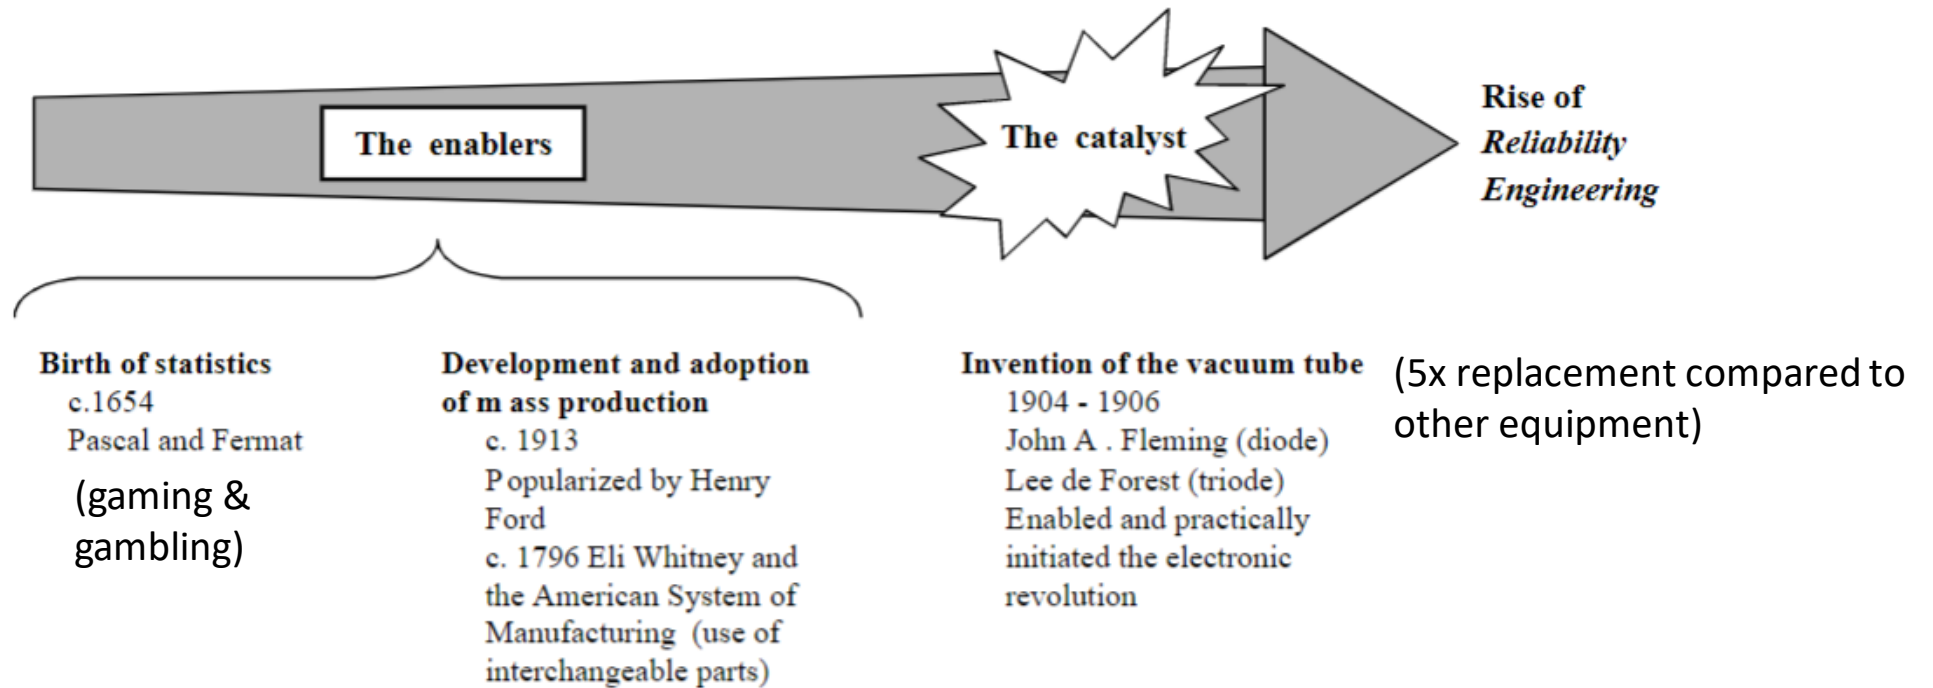 The enablers
The catalyst
Rise of
Reliability
Engineering
Birth of statistics
c.1654
Pascal and Fermat
(gaming &
gambling)
Development and adoption
of m ass production
c. 1913
Popularized by Henry
Ford
c. 1796 Eli Whitney and
the American System of
Manufacturing (use of
interchangeable parts)
Invention of the vacuum tube
1904 - 1906
John A . Fleming (diode)
Lee de Forest (triode)
Enabled and practically
initiated the electronic
revolution
(5x replacement compared to
other equipment)